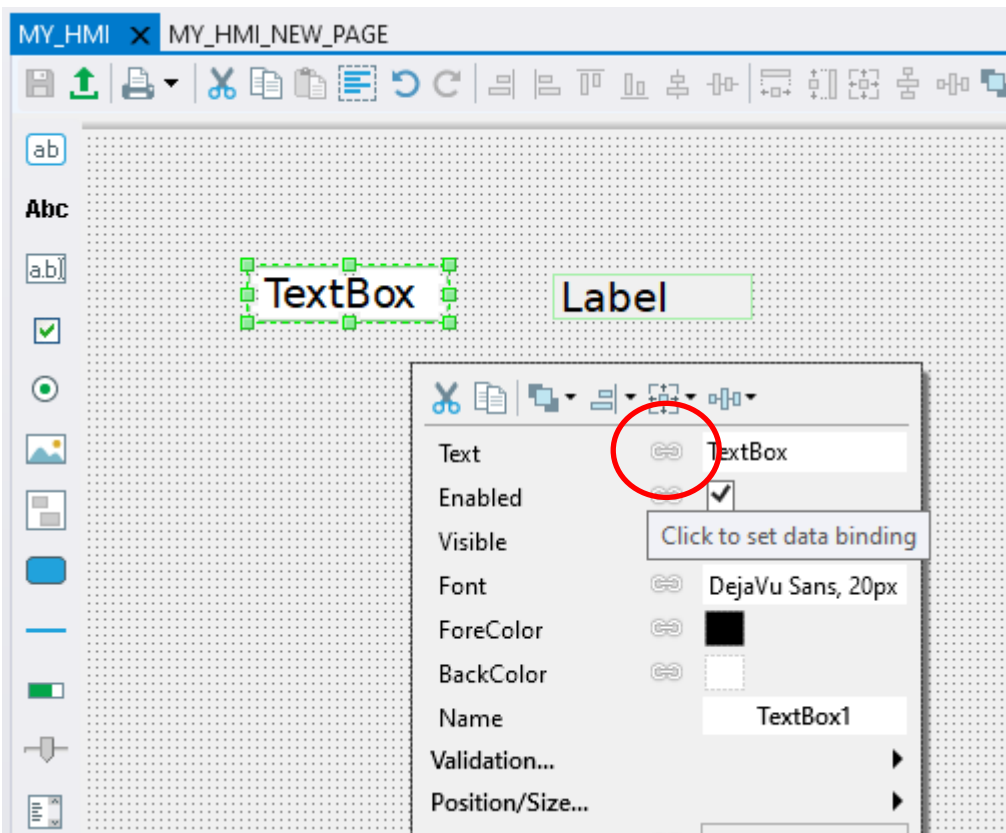 MY_HMI MY_HMI_NEW_PAGE
ab
Abc
a.b
TextBox Label
Text TextBox
Enabled
Click to set data binding
Visible
Font DejaVu Sans, 20px
ForeColor
BackColor
Name TextBox1
Validation...
Position/Size...